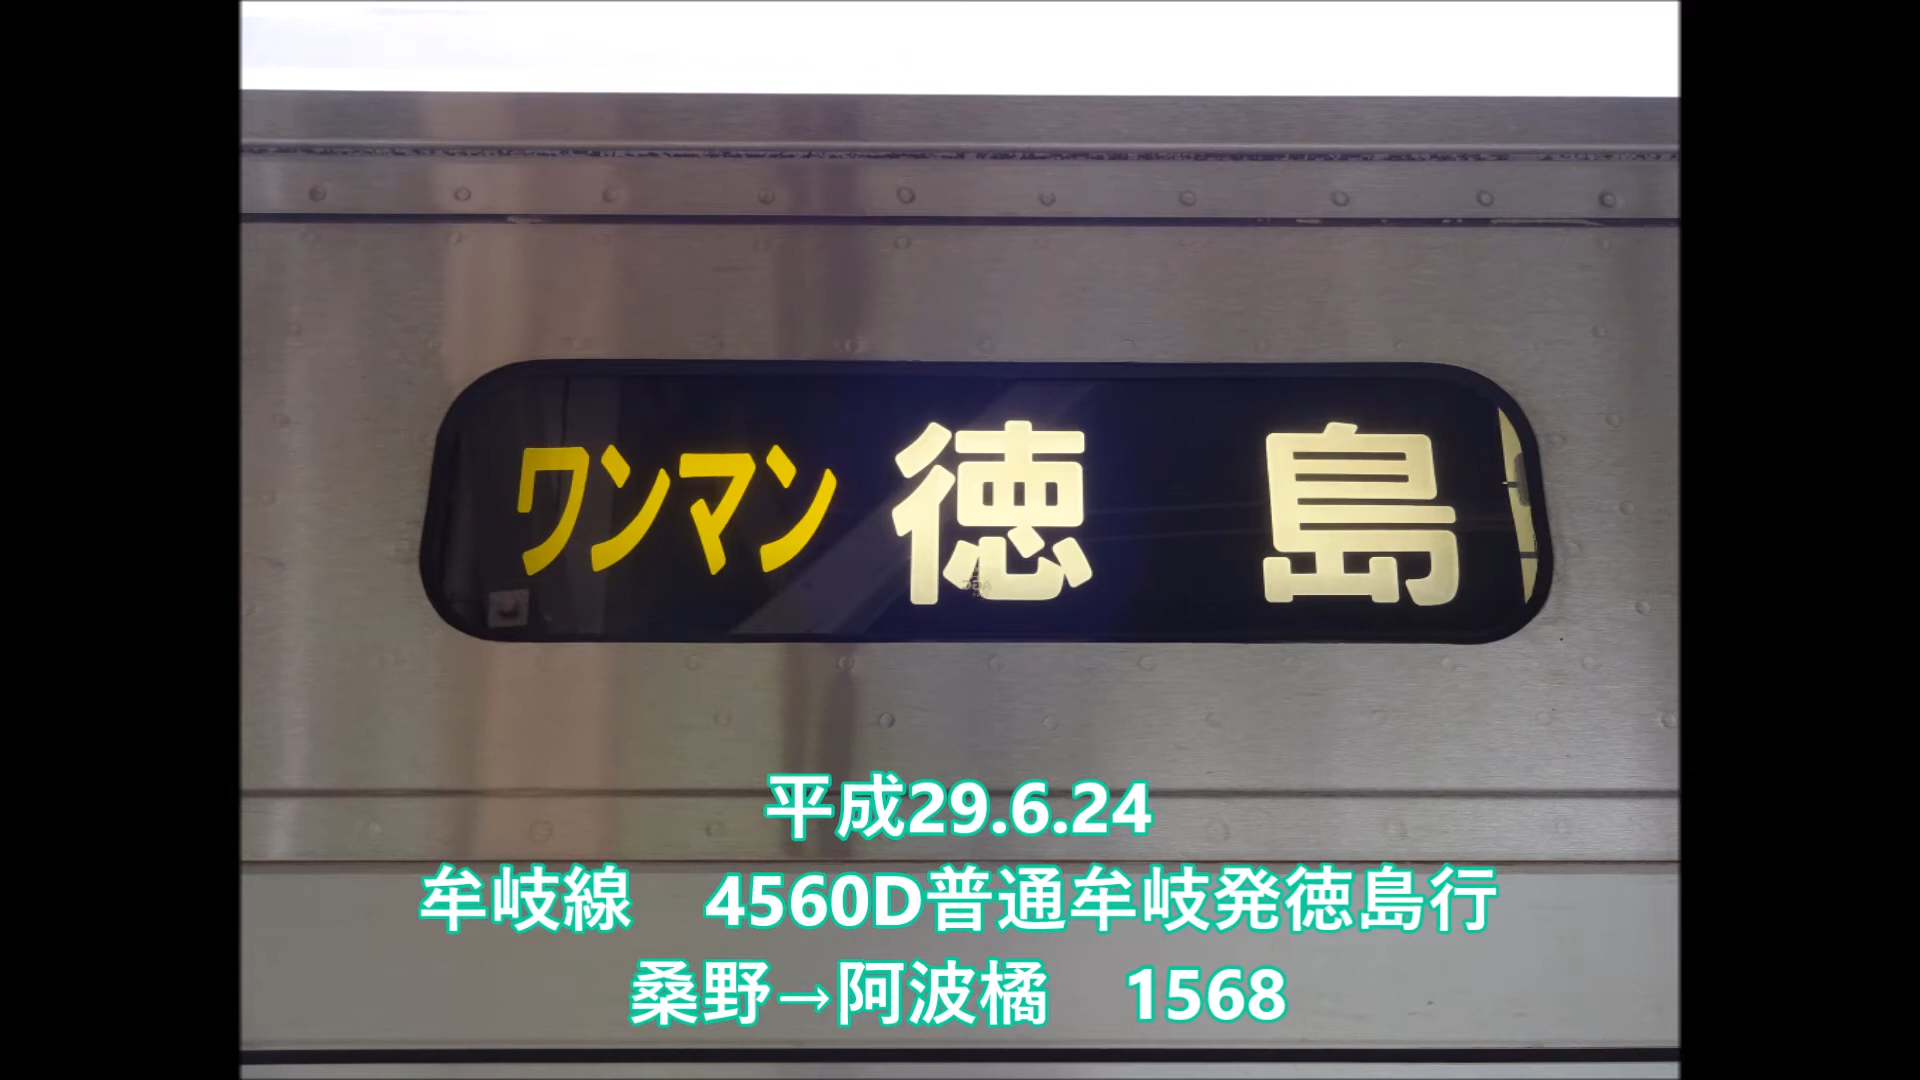 ワンマン 徳島
平成29.6.24
牟岐線　4560D普通牟岐発徳島行
桑野→阿波橘　1568